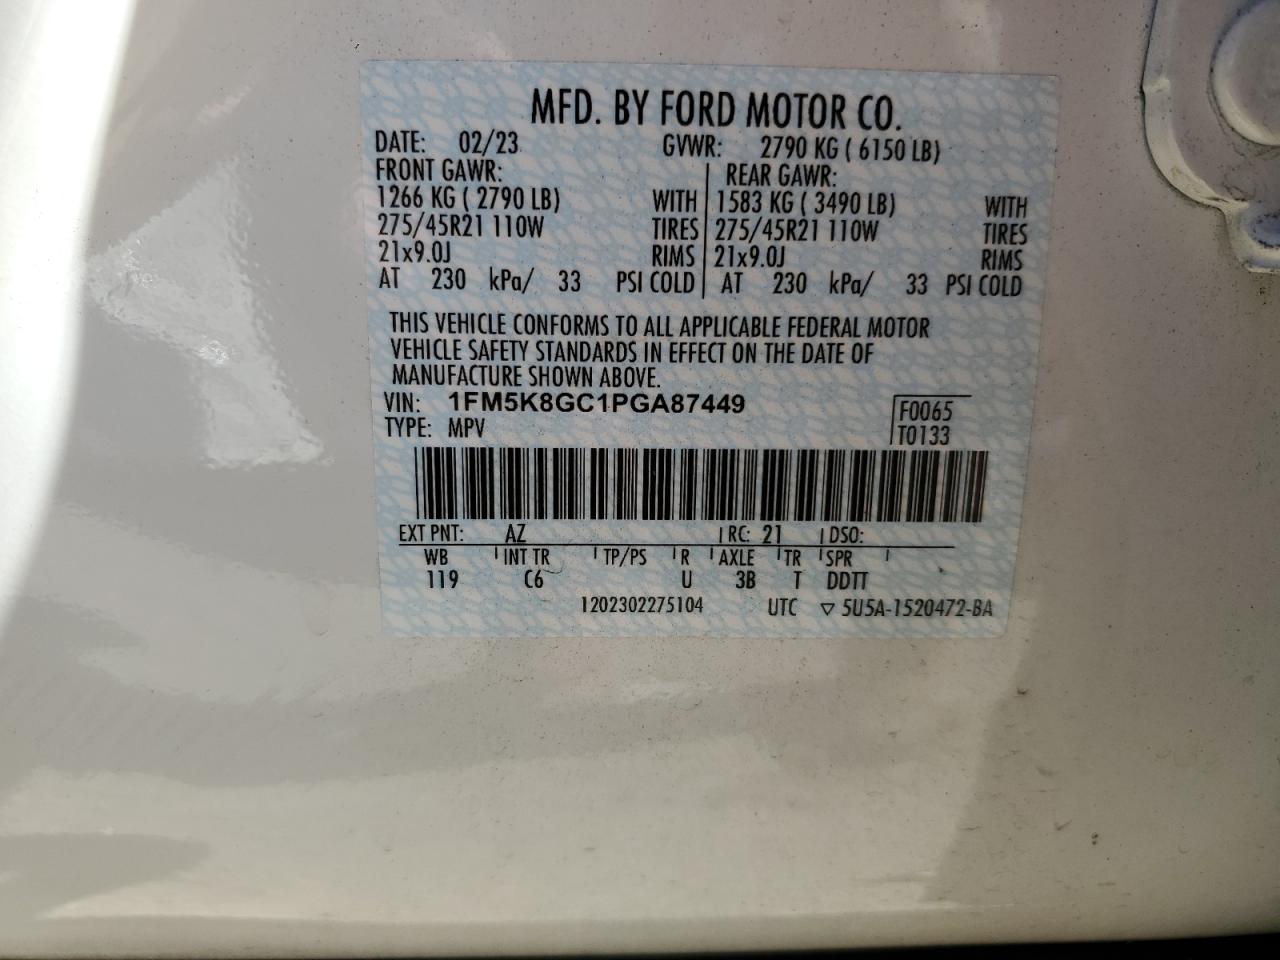 MFD. BY FORD MOTOR CO.
DATE: 02/23 GVWR: 2790 KG ( 6150 LB)
FRONT GAWR: REAR GAWR:
1266 KG ( 2790 LB) WITH 1583 KG ( 3490 LB) WITH
275/45R21 110W TIRES 275/45R21 110W TIRES
21x9.0J RIMS 21x9.0J RIMS
AT 230 kPa/ 33 PSI COLD AT 230 kPa/ 33 PSI COLD
THIS VEHICLE CONFORMS TO ALL APPLICABLE FEDERAL MOTOR
VEHICLE SAFETY STANDARDS IN EFFECT ON THE DATE OF
MANUFACTURE SHOWN ABOVE.
VIN: 1FM5K8GC1PGA87449 F0065
TYPE: MPV T0133
EXT PNT: AZ RC: 21 DSO:
WB INT TR TP/PS R AXLE TR SPR
119 C6 U 3B T DDTT
1202302275104 UTC ▽ 5U5A-1520472-BA